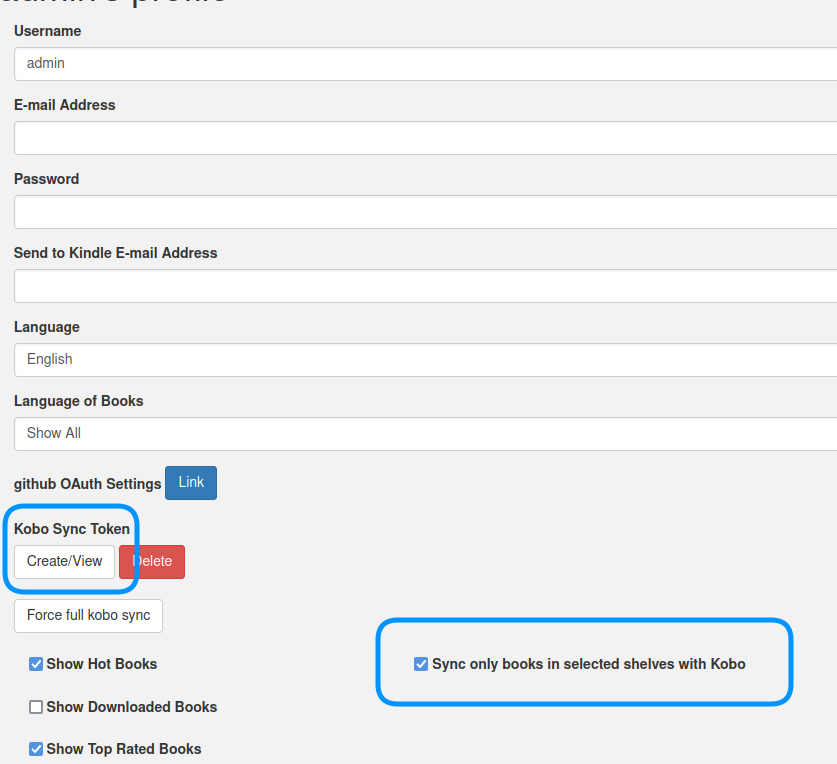 admin's profile
Username
admin
E-mail Address
Password
Send to Kindle E-mail Address
Language
English
Language of Books
Show All
github OAuth Settings Link
Kobo Sync Token
Create/View Delete
Force full kobo sync
Show Hot Books Sync only books in selected shelves with Kobo
Show Downloaded Books
Show Top Rated Books